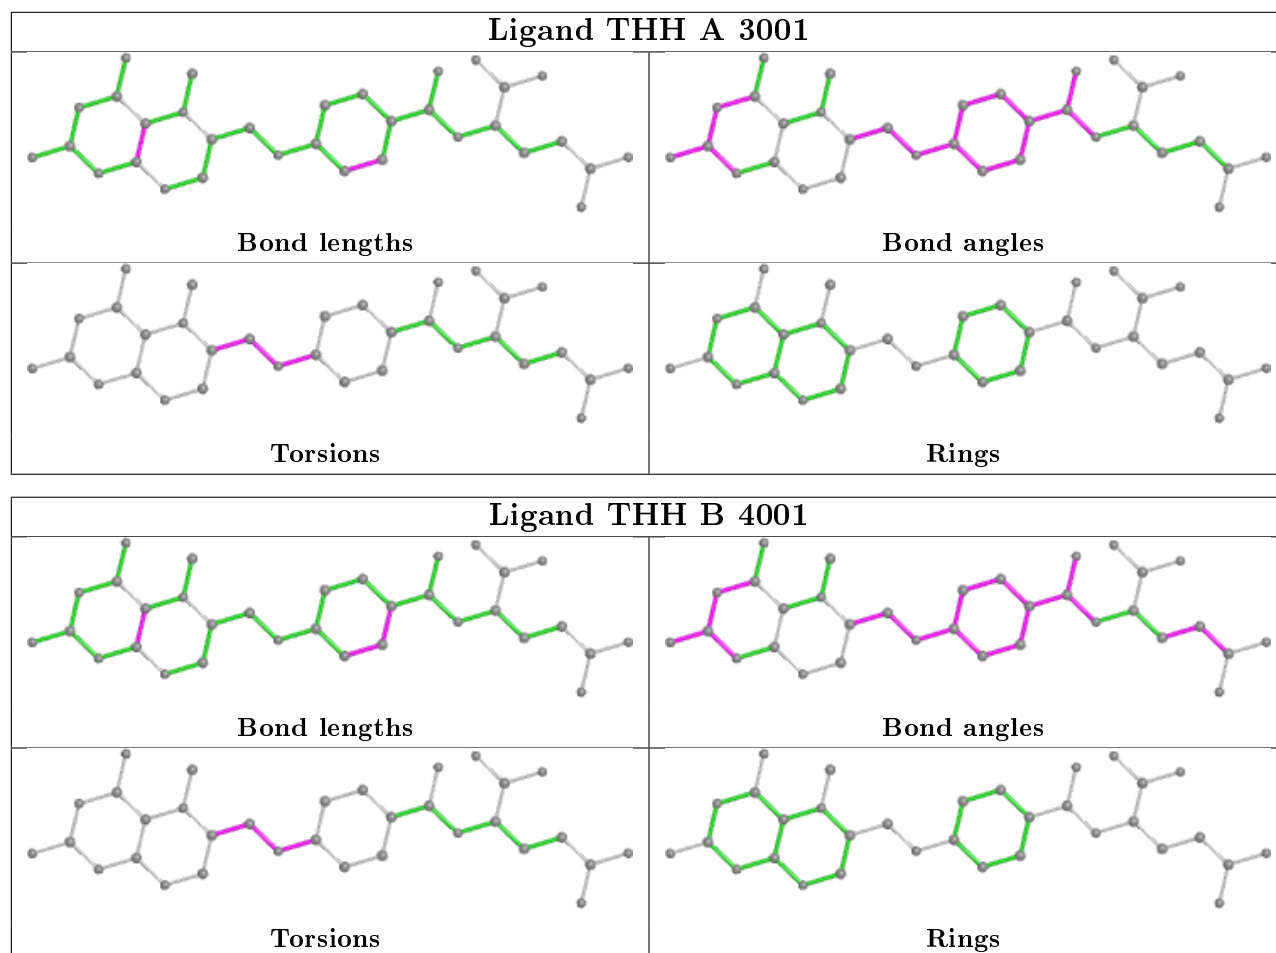 Ligand THH A 3001
Bond lengths
Bond angles
Torsions
Rings
Ligand THH B 4001
Bond lengths
Bond angles
Torsions
Rings